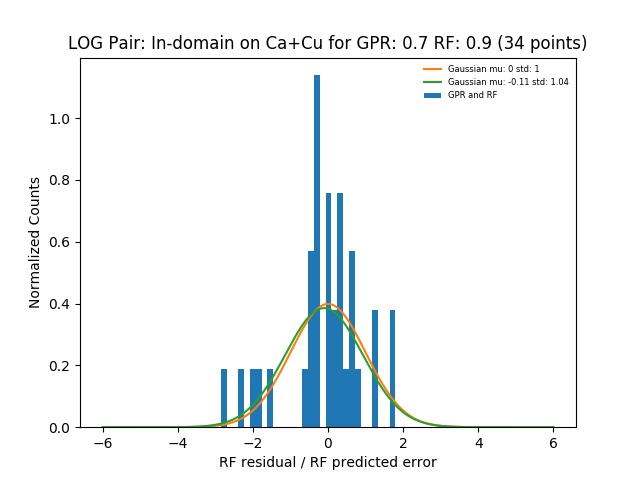 LOG Pair: In-domain on Ca+Cu for GPR: 0.7 RF: 0.9 (34 points)
Gaussian mu: 0 std: 1
Gaussian mu: -0.11 std: 1.04
GPR and RF
Normalized Counts
1.0
0.8
0.6
0.4
0.2
0.0
−6 −4 −2 0 2 4 6
RF residual / RF predicted error